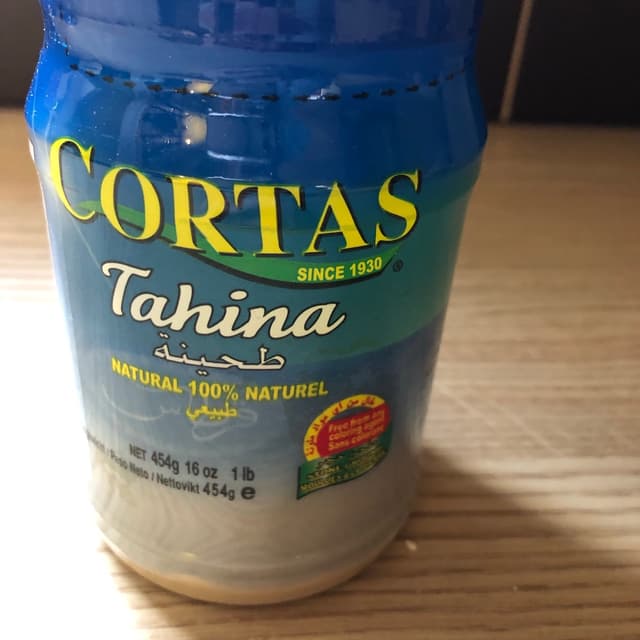 CORTAS
SINCE 1930 ®
Tahina
طحينة
NATURAL 100% NATUREL
طبيعي
Free from any
coloring agent
Sans colorant
NET 454g 16 oz 1 lb
/ Peso Neto / Nettovikt 454g e